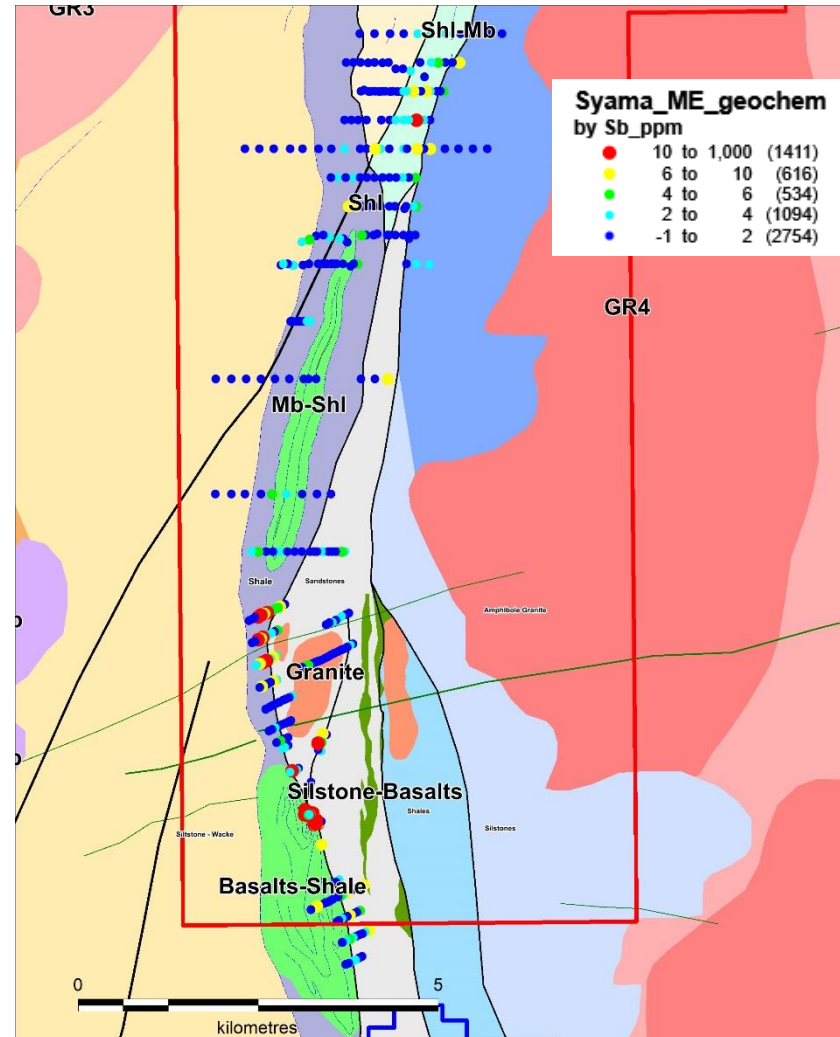 GR3
Shl-Mb
Syama_ME_geochem
by Sb_ppm
10 to 1,000 (1411)
6 to 10 (616)
4 to 6 (534)
2 to 4 (1094)
-1 to 2 (2754)
Shl
GR4
Mb-Shl
Shale
Sandstones
Amphibole Granite
Granite
Silstone-Basalts
Shales
Siltstone - Wacke
Silstones
Basalts-Shale
0 5
kilometres